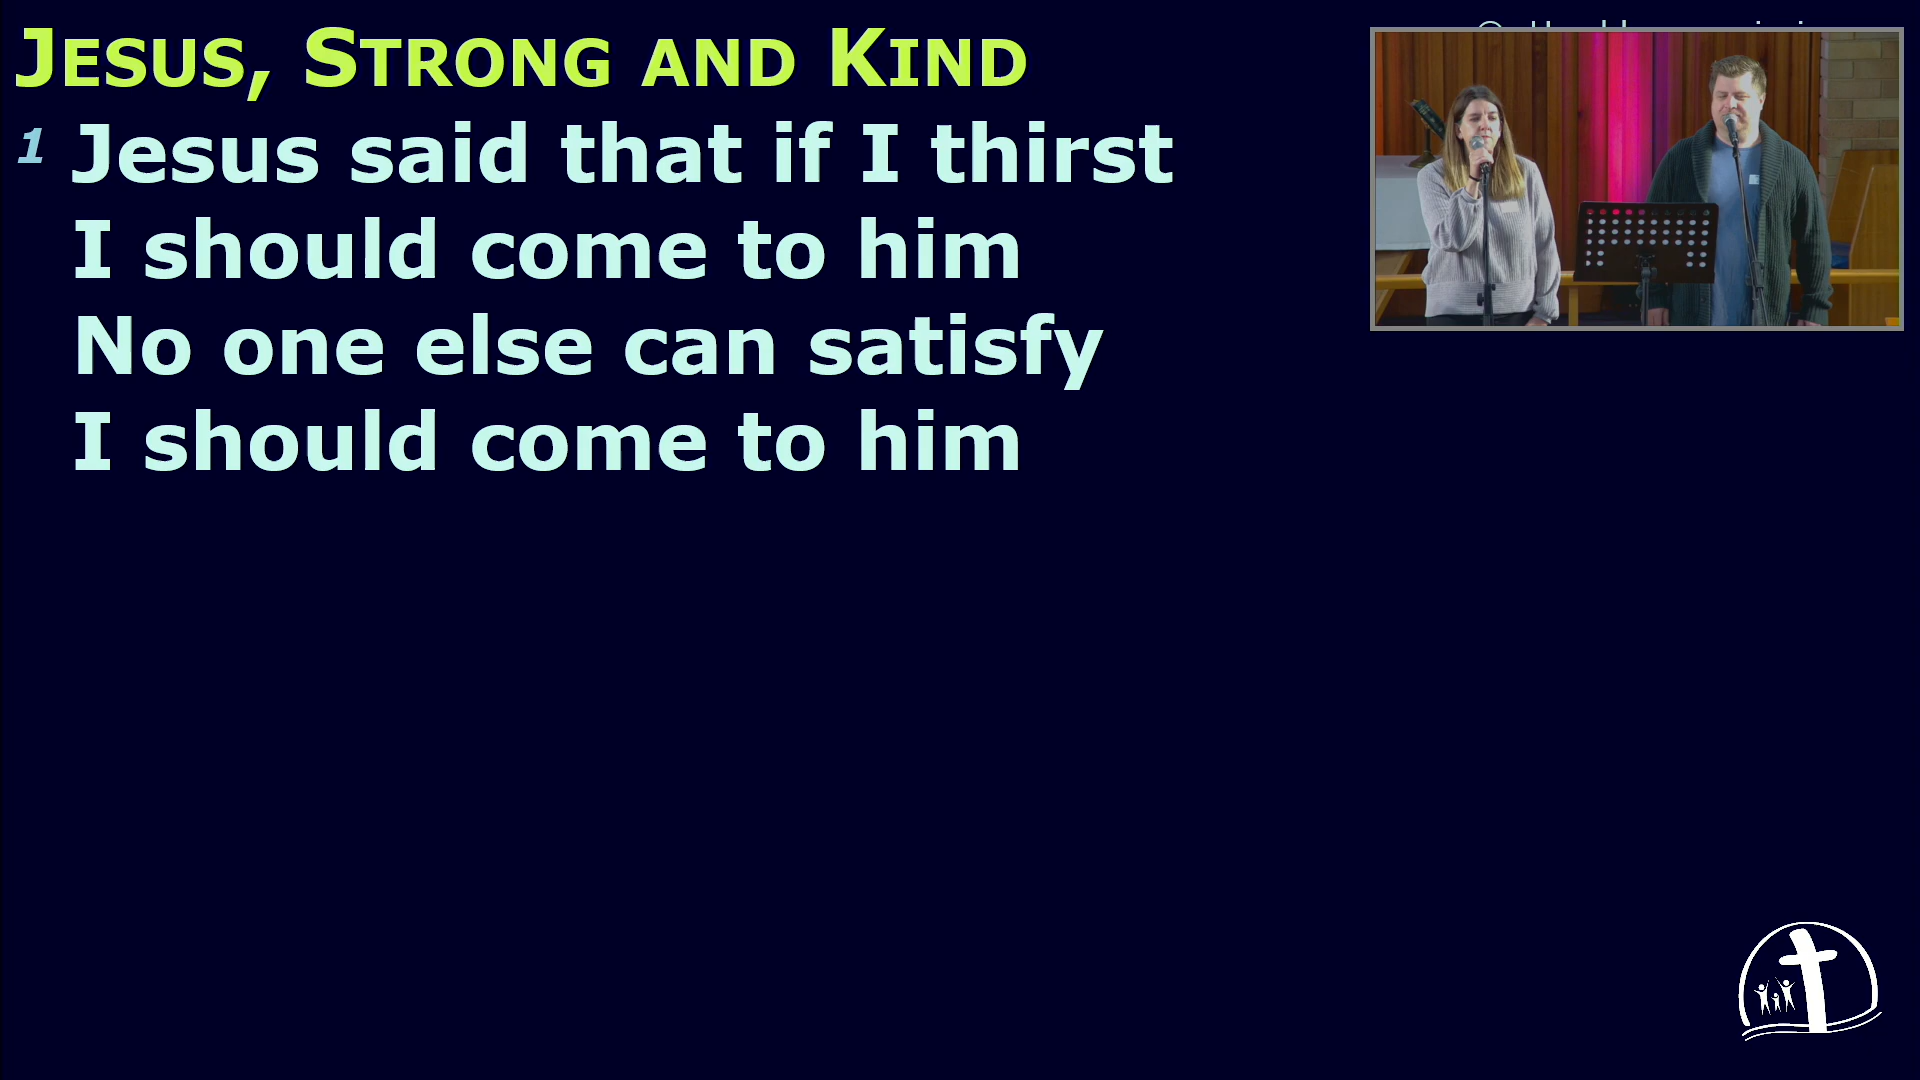 JESUS, STRONG AND KIND
1 Jesus said that if I thirst
I should come to him
No one else can satisfy
I should come to him